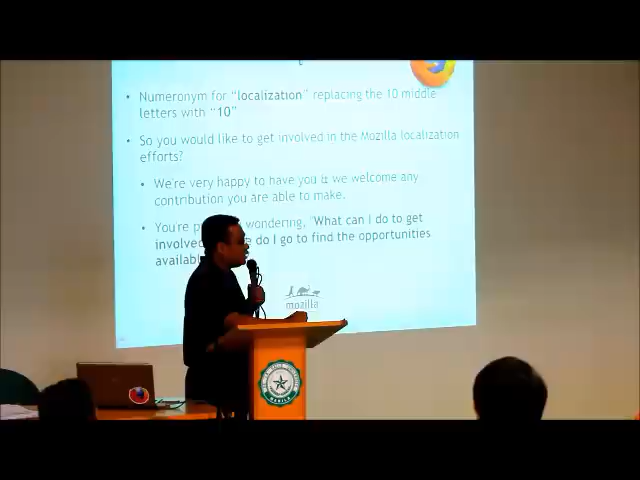 Numeronym for "localization" replacing the 10 middle
letters with "10"
So you would like to get involved in the Mozilla localization
efforts?
We're very happy to have you & we welcome any
contribution you are able to make.
You're wondering, "What can I do to get
involved do I go to find the opportunities
mozilla
MANILA